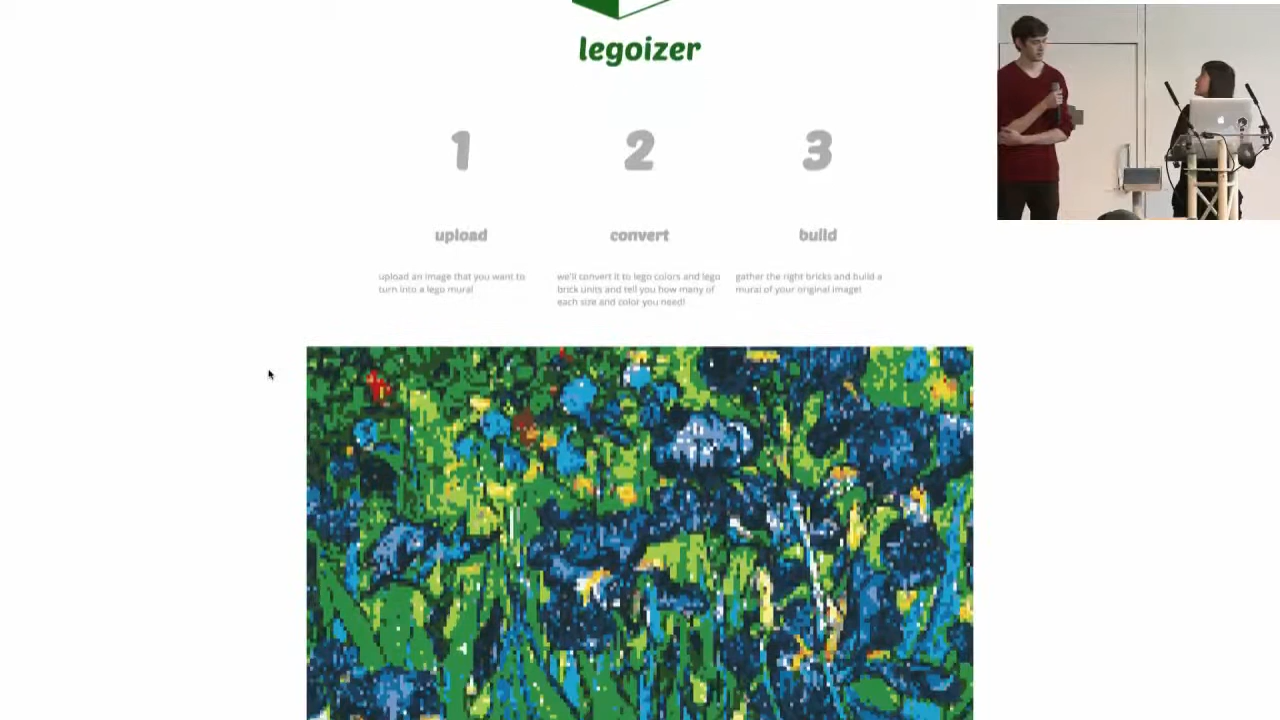 legoizer
1 2 3
upload convert build
upload an image that you want to
turn into a lego mural
we'll convert it to lego colors and lego
brick units and tell you how many of
each size and color you need!
gather the right bricks and build a
mural of your original image!